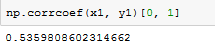 np.corrcoef(x1, y1)[0, 1]
0.5359808602314662